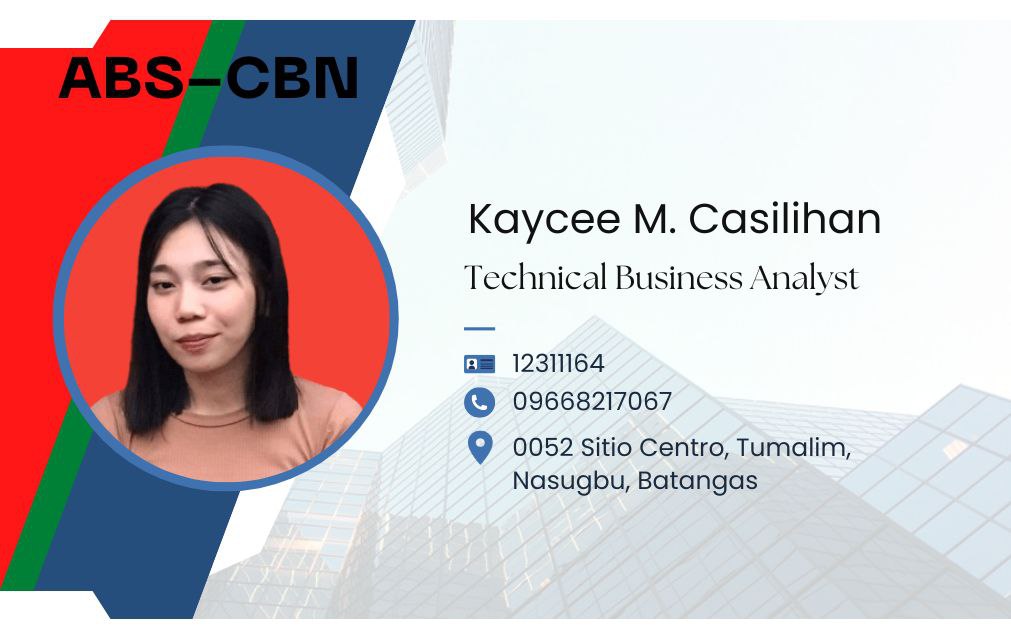 ABS-CBN
Kaycee M. Casilihan
Technical Business Analyst
12311164
09668217067
0052 Sitio Centro, Tumalim,
Nasugbu, Batangas